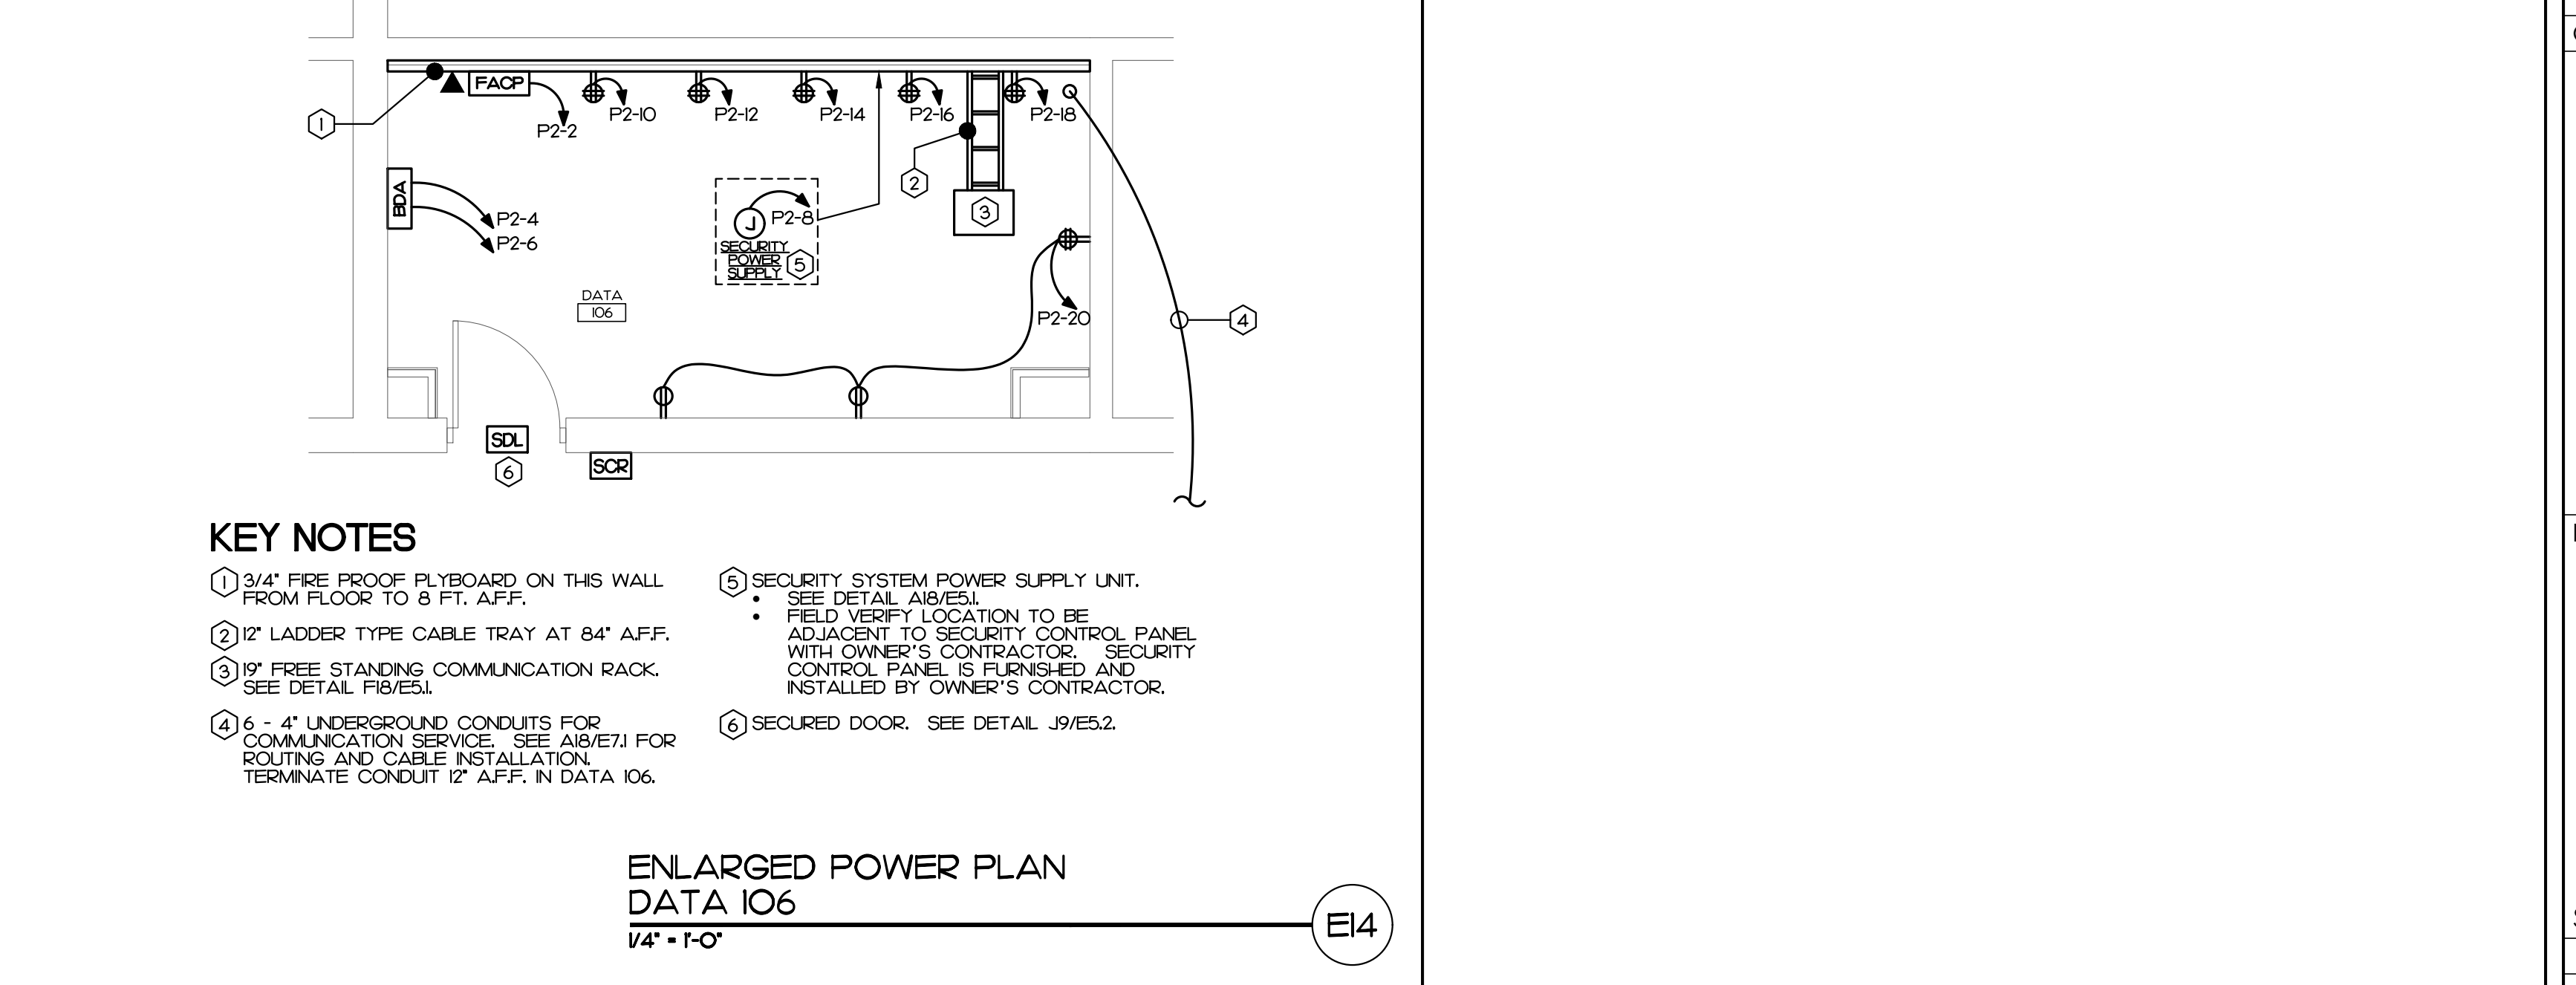 FACP
P2-2
P2-10
P2-12
P2-14
P2-16
P2-18
1
BDA
P2-4
P2-6
2
3
J
P2-8
SECURITY
POWER
SUPPLY
5
DATA
106
P2-20
4
SDL
6
SCR
KEY NOTES
1 3/4" FIRE PROOF PLYBOARD ON THIS WALL
FROM FLOOR TO 8 FT. A.F.F.
2 12" LADDER TYPE CABLE TRAY AT 84" A.F.F.
3 19" FREE STANDING COMMUNICATION RACK.
SEE DETAIL F18/E5.1.
4 6 - 4" UNDERGROUND CONDUITS FOR
COMMUNICATION SERVICE. SEE A18/E7.1 FOR
ROUTING AND CABLE INSTALLATION.
TERMINATE CONDUIT 12" A.F.F. IN DATA 106.
5 SECURITY SYSTEM POWER SUPPLY UNIT.
• SEE DETAIL A18/E5.1.
• FIELD VERIFY LOCATION TO BE
ADJACENT TO SECURITY CONTROL PANEL
WITH OWNER'S CONTRACTOR. SECURITY
CONTROL PANEL IS FURNISHED AND
INSTALLED BY OWNER'S CONTRACTOR.
6 SECURED DOOR. SEE DETAIL J9/E5.2.
ENLARGED POWER PLAN
DATA 106
1/4" = 1'-0"
E14